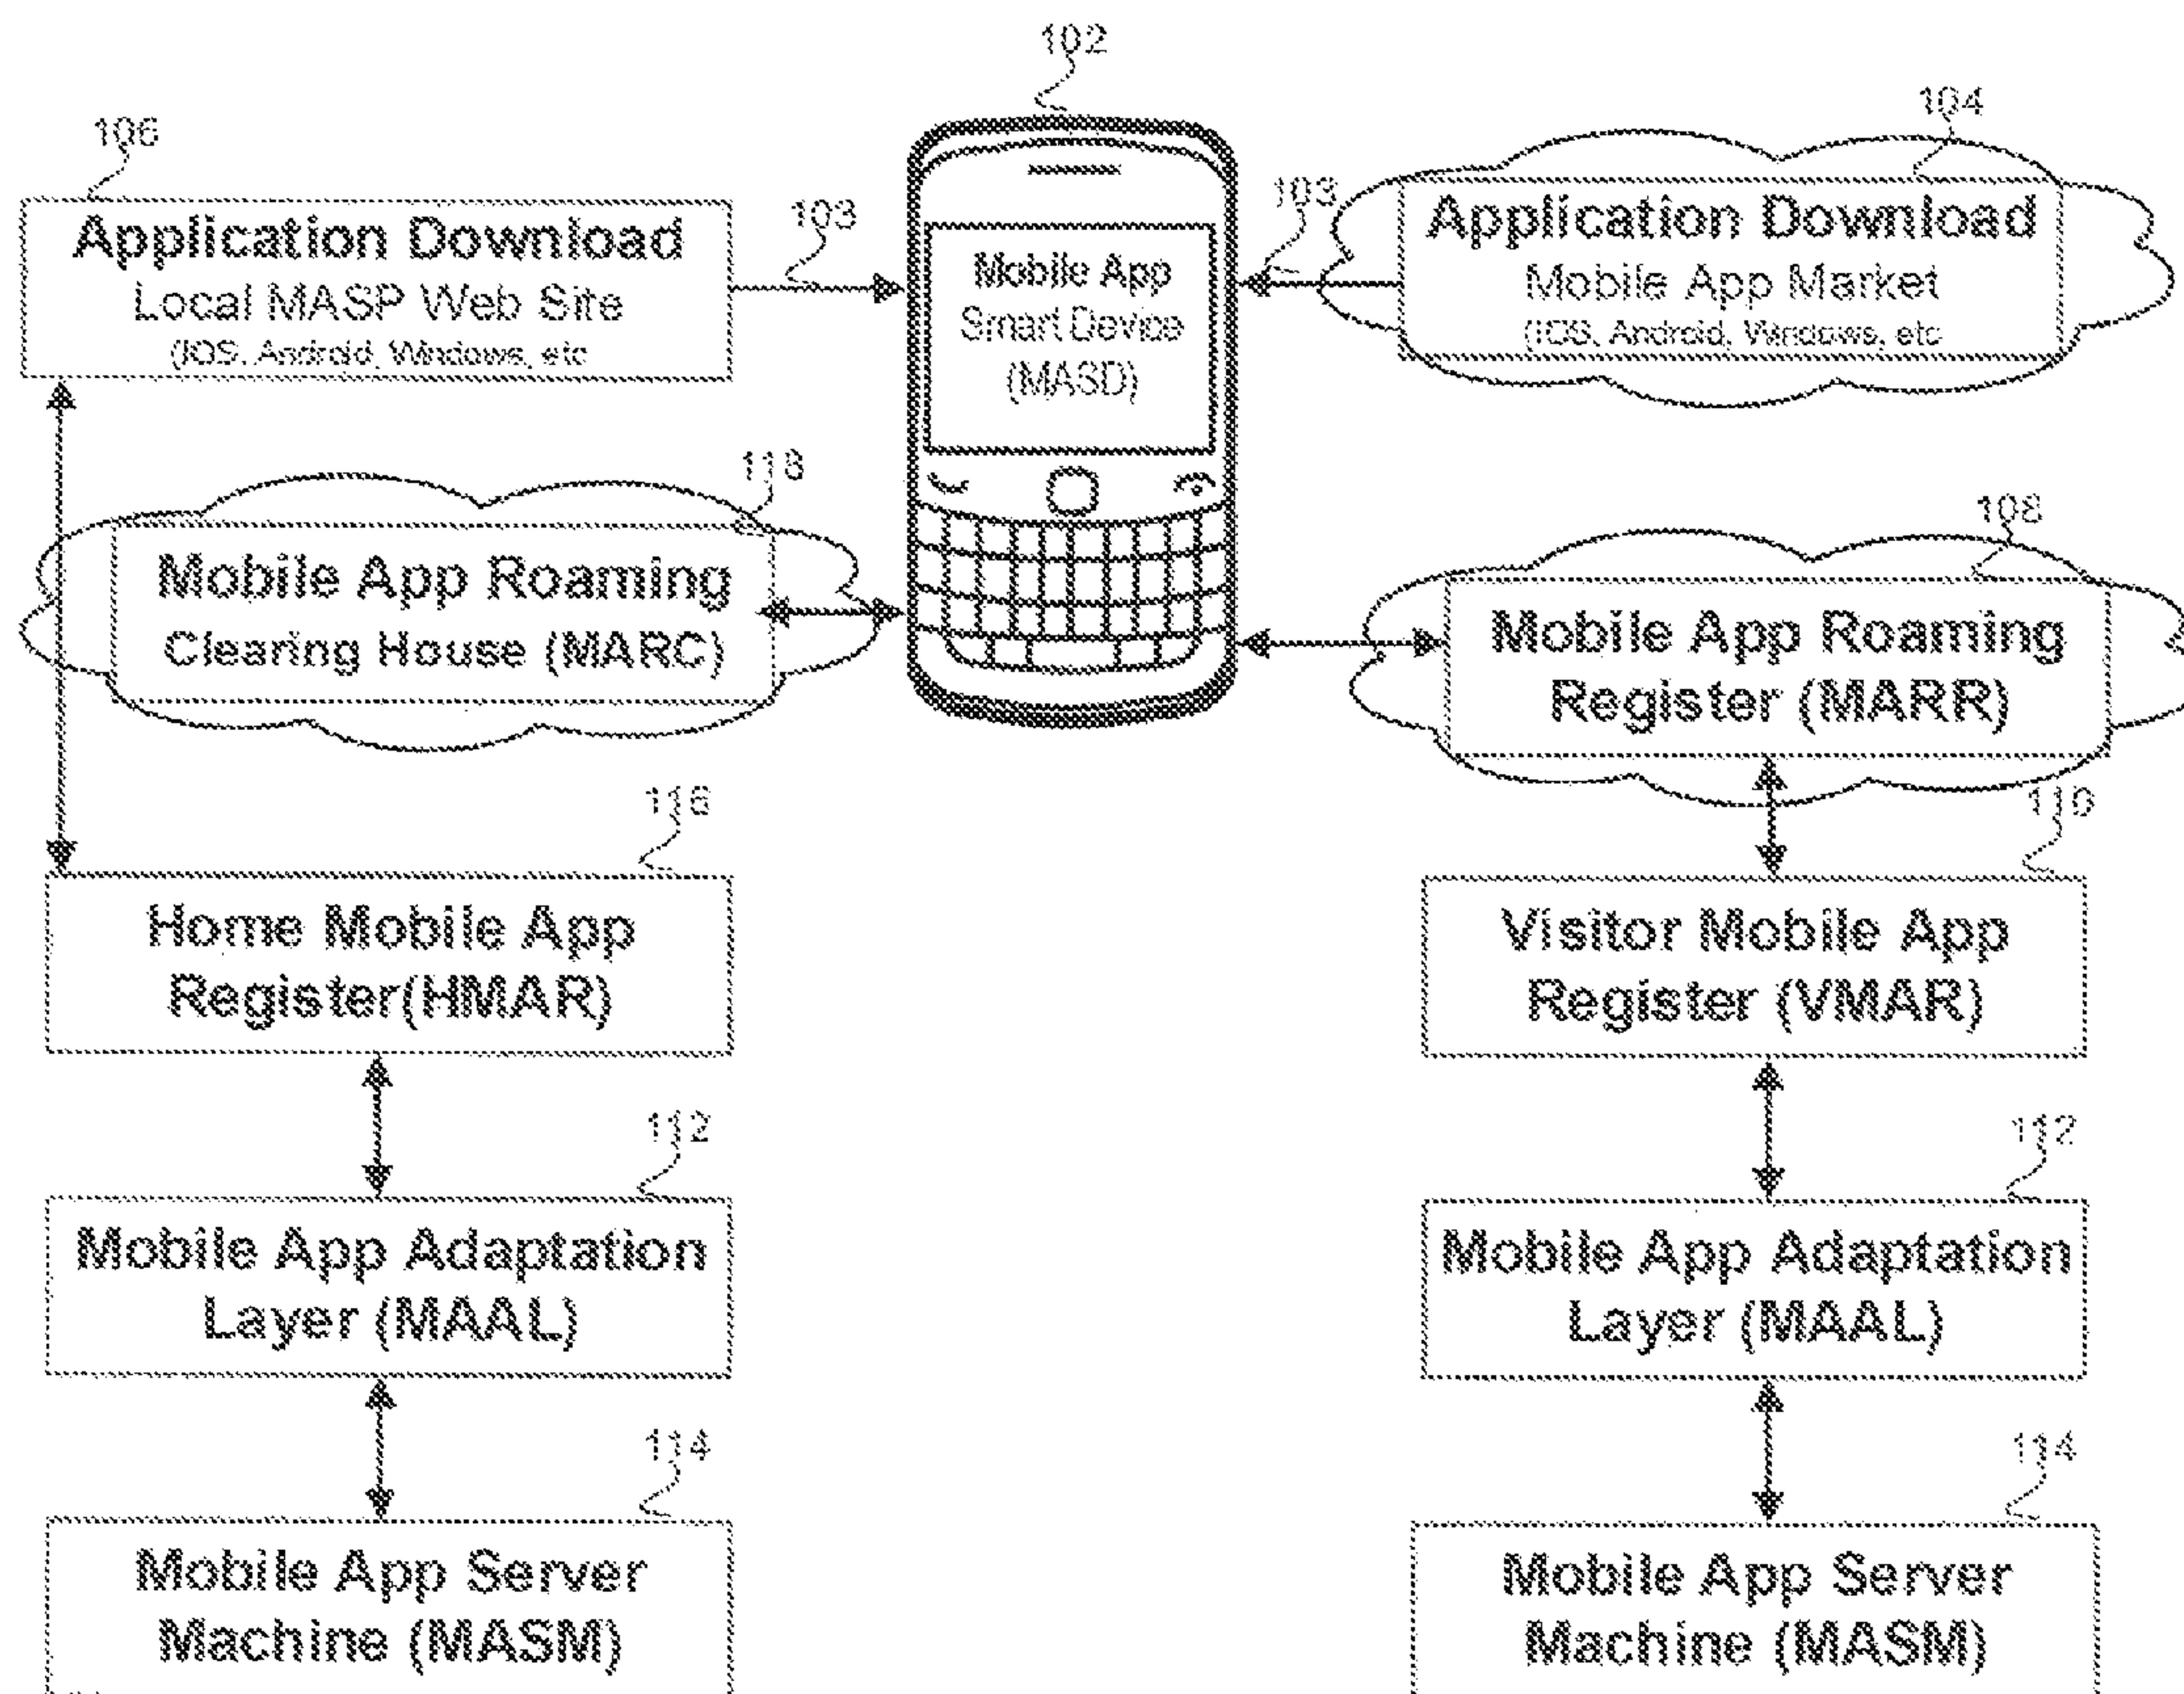 102
106
104
103
103
Application Download
Local MASP Web Site
(IOS, Android, Windows, etc
Mobile App
Smart Device
(MASD)
Application Download
Mobile App Market
(IOS, Android, Windows, etc
118
108
Mobile App Roaming
Clearing House (MARC)
Mobile App Roaming
Register (MARR)
116
110
Home Mobile App
Register(HMAR)
Visitor Mobile App
Register (VMAR)
112
112
Mobile App Adaptation
Layer (MAAL)
Mobile App Adaptation
Layer (MAAL)
114
114
Mobile App Server
Machine (MASM)
Mobile App Server
Machine (MASM)